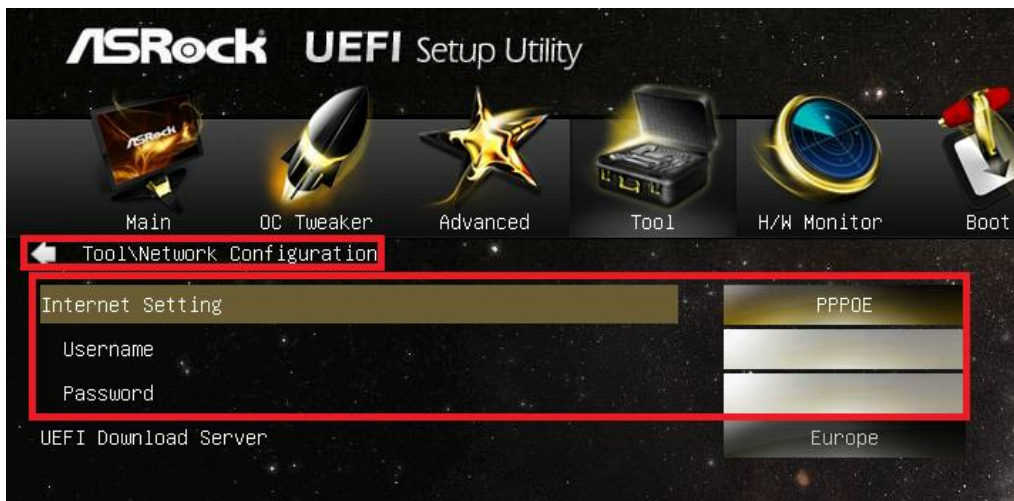 ASRock UEFI Setup Utility
ASRock
Main OC Tweaker Advanced Tool H/W Monitor Boot
Tool\Network Configuration
Internet Setting PPPOE
Username
Password
UEFI Download Server Europe